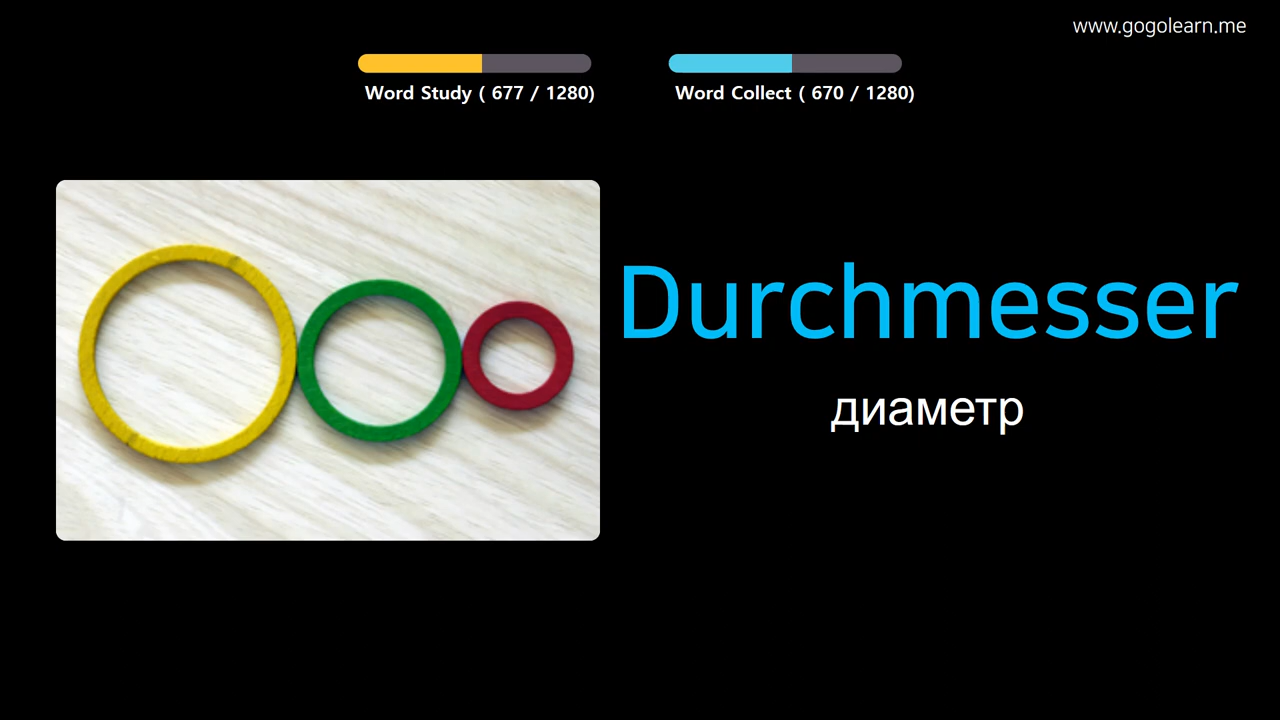 www.gogolearn.me
Word Study ( 677 / 1280)
Word Collect ( 670 / 1280)
Durchmesser
диаметр